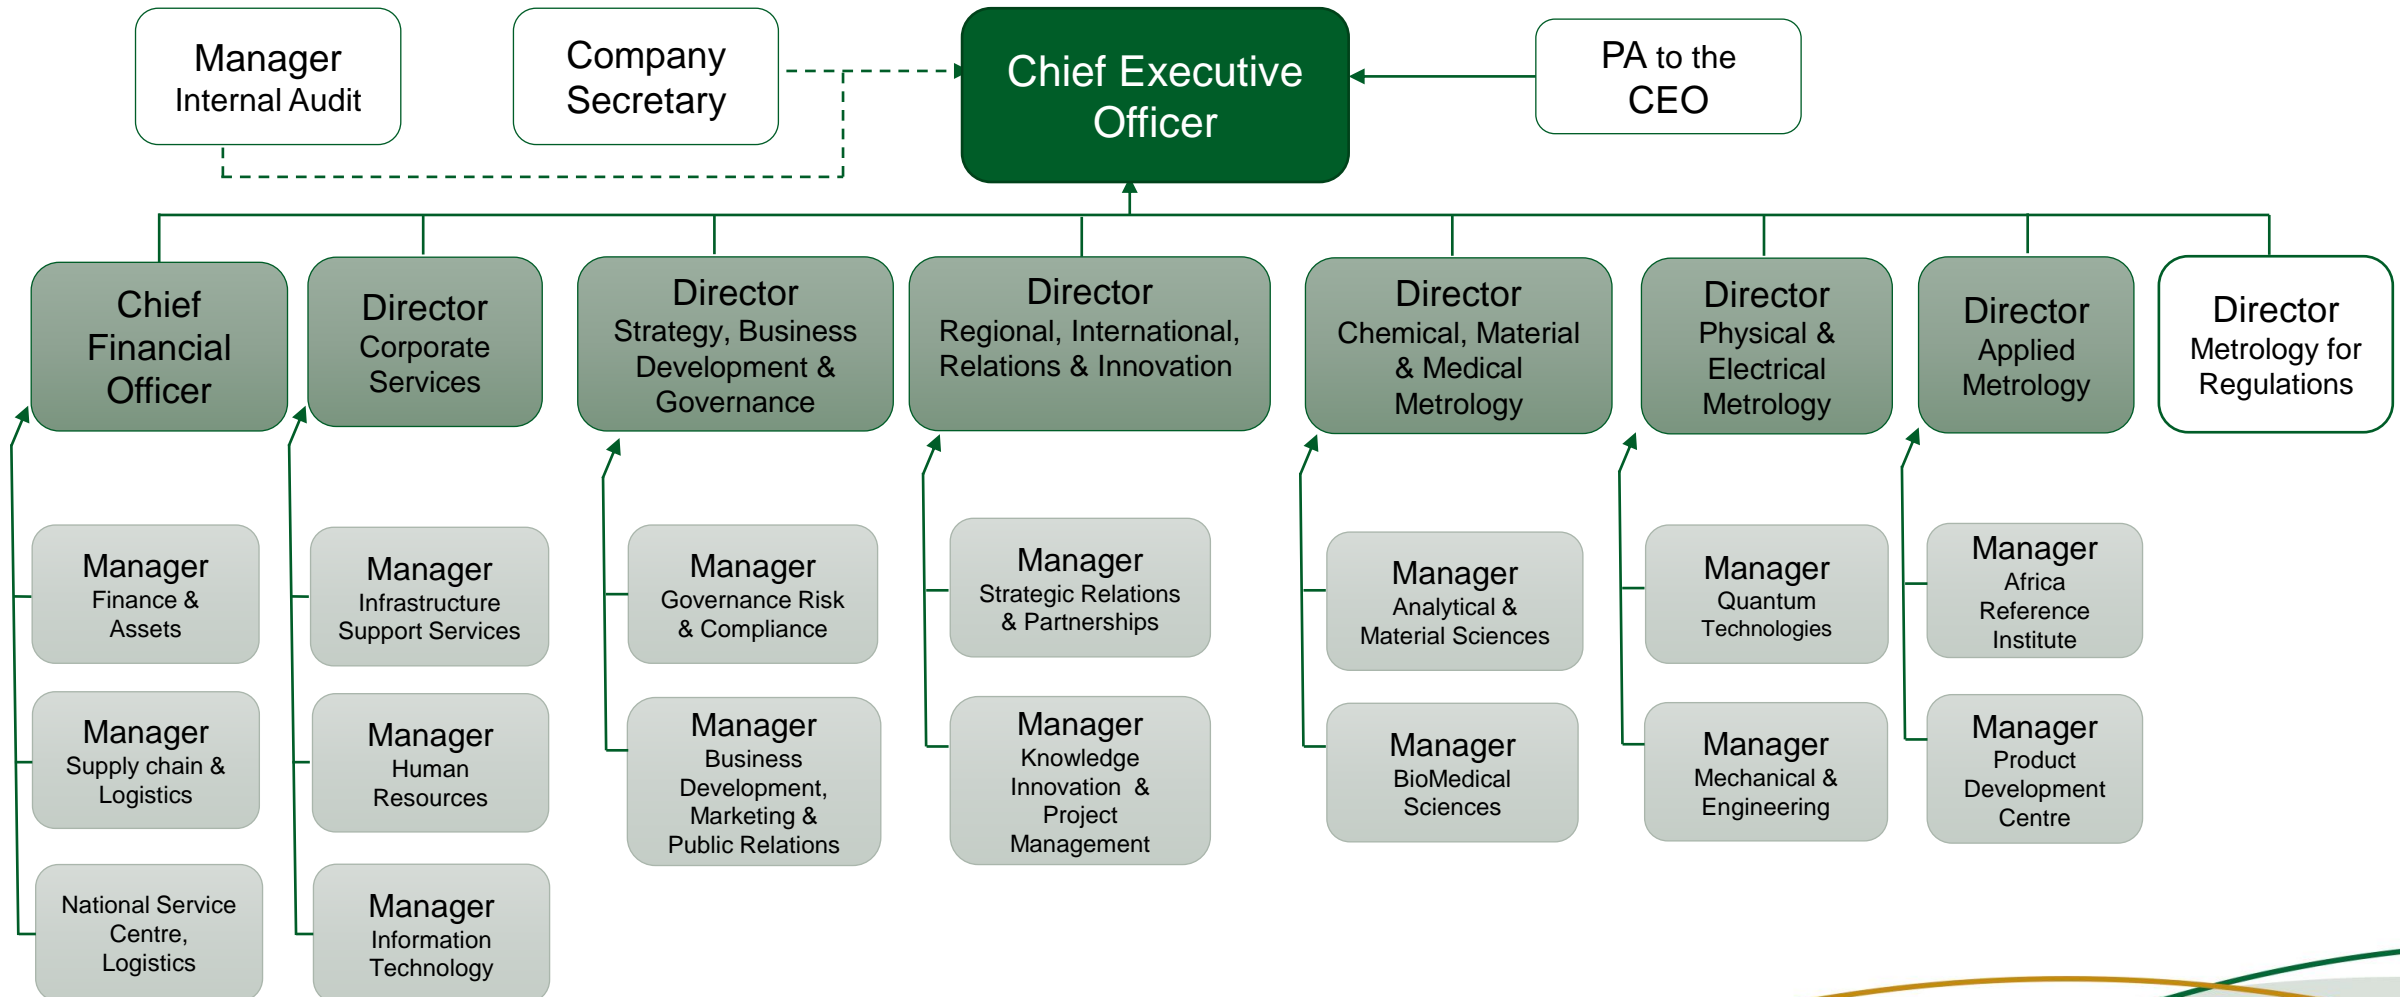 Manager
Internal Audit
Company
Secretary
Chief Executive
Officer
PA to the
CEO
Chief
Financial
Officer
Director
Corporate
Services
Director
Strategy, Business
Development &
Governance
Director
Regional, International,
Relations & Innovation
Director
Chemical, Material
& Medical
Metrology
Director
Physical &
Electrical
Metrology
Director
Applied
Metrology
Director
Metrology for
Regulations
Manager
Finance &
Assets
Manager
Infrastructure
Support Services
Manager
Governance Risk
& Compliance
Manager
Strategic Relations
& Partnerships
Manager
Analytical &
Material Sciences
Manager
Quantum
Technologies
Manager
Africa
Reference
Institute
Manager
Supply chain &
Logistics
Manager
Human
Resources
Manager
Business
Development,
Marketing &
Public Relations
Manager
Knowledge
Innovation  &
Project
Management
Manager
BioMedical
Sciences
Manager
Mechanical &
Engineering
Manager
Product
Development
Centre
National Service
Centre,
Logistics
Manager
Information
Technology